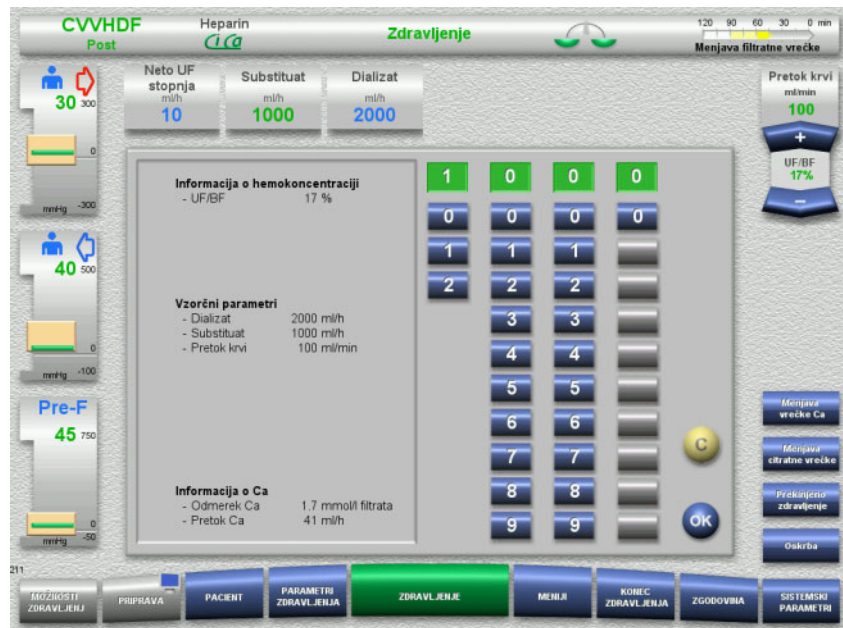 CVVHDF
Post
Heparin
Ci Ca
Zdravljenje
120 90 60 30 0 min
Menjava filtratne vrečke
30 300
0
mmHg -300
Neto UF
stopnja
ml/h
10
Substituat
ml/h
1000
Dializat
ml/h
2000
Pretok krvi
ml/min
100
+
UF/BF
17%
−
40 500
0
mmHg -100
Pre-F
45 750
0
mmHg -50
Informacija o hemokoncentraciji
- UF/BF 17 %
Vzorčni parametri
- Dializat 2000 ml/h
- Substituat 1000 ml/h
- Pretok krvi 100 ml/min
Informacija o Ca
- Odmerek Ca 1.7 mmol/l filtrata
- Pretok Ca 41 ml/h
1 0 0 0
0 0 0 0
1 1 1
2 2 2
3 3
4 4
5 5
6 6
7 7
8 8
9 9
C
OK
Menjava
vrečke Ca
Menjava
citratne vrečke
Prekinjeno
zdravljenje
Oskrba
211
MOŽNOSTI
ZDRAVLJENJ
PRIPRAVA
PACIENT
PARAMETRI
ZDRAVLJENJA
ZDRAVLJENJE
MENIJI
KONEC
ZDRAVLJENJA
ZGODOVINA
SISTEMSKI
PARAMETRI